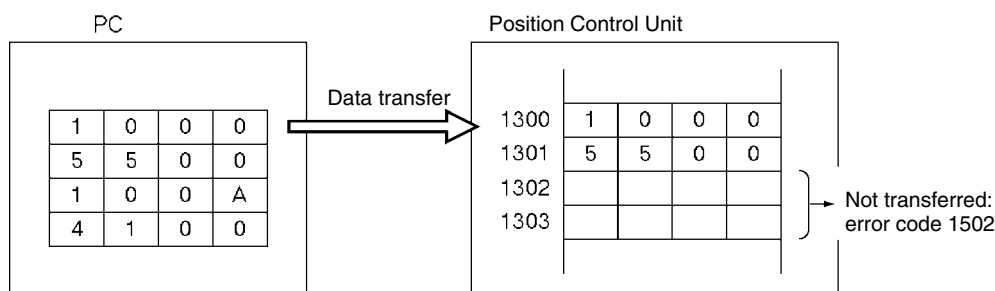 PC
Position Control Unit
Data transfer
1 0 0 0
5 5 0 0
1 0 0 A
4 1 0 0
1300 1 0 0 0
1301 5 5 0 0
1302
1303
Not transferred:
error code 1502